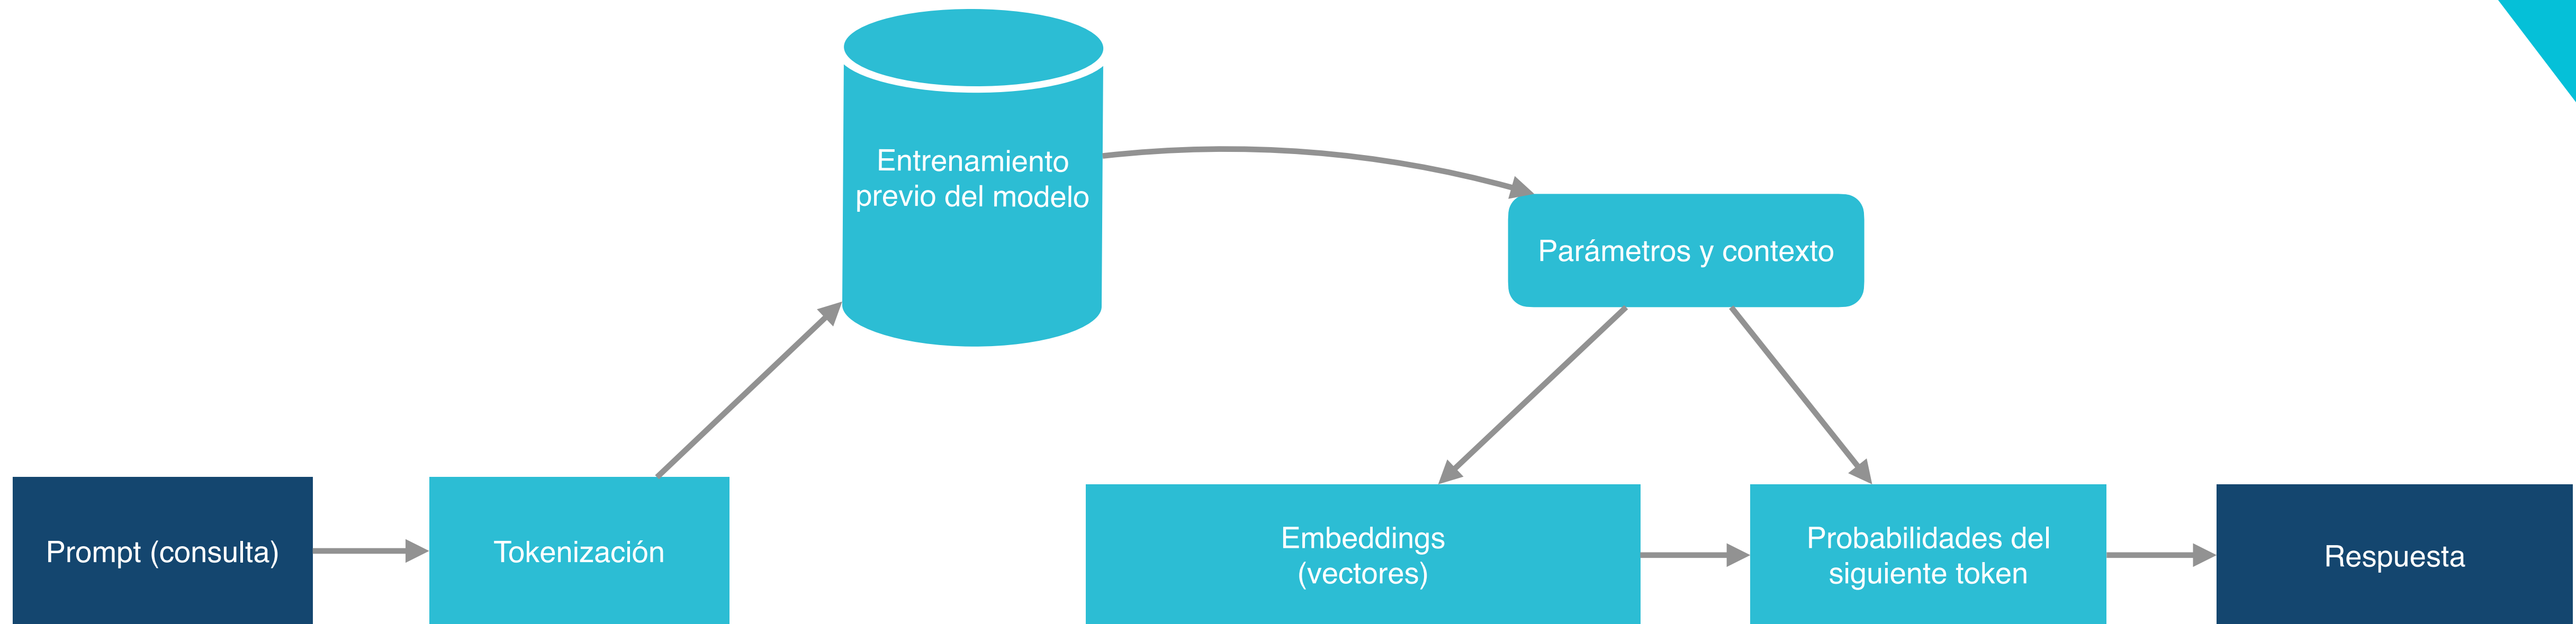 Entrenamiento
previo del modelo
Parámetros y contexto
Prompt (consulta)
Tokenización
Embeddings
(vectores)
Probabilidades del
siguiente token
Respuesta